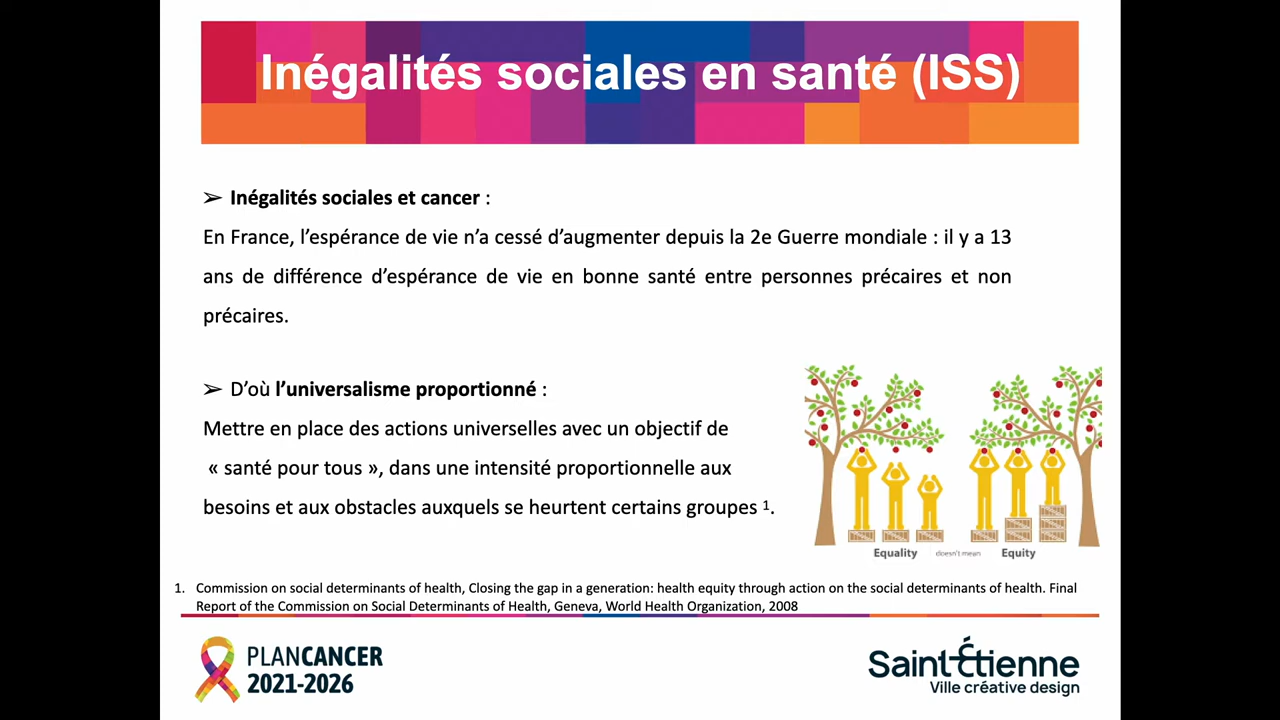 Inégalités sociales en santé (ISS)
➢ Inégalités sociales et cancer :
En France, l’espérance de vie n’a cessé d’augmenter depuis la 2e Guerre mondiale : il y a 13
ans de différence d’espérance de vie en bonne santé entre personnes précaires et non
précaires.
➢ D’où l’universalisme proportionné :
Mettre en place des actions universelles avec un objectif de
« santé pour tous », dans une intensité proportionnelle aux
besoins et aux obstacles auxquels se heurtent certains groupes ¹.
Equality doesn't mean Equity
1. Commission on social determinants of health, Closing the gap in a generation: health equity through action on the social determinants of health. Final
Report of the Commission on Social Determinants of Health, Geneva, World Health Organization, 2008
PLANCANCER
2021-2026
Saint-Étienne
Ville créative design